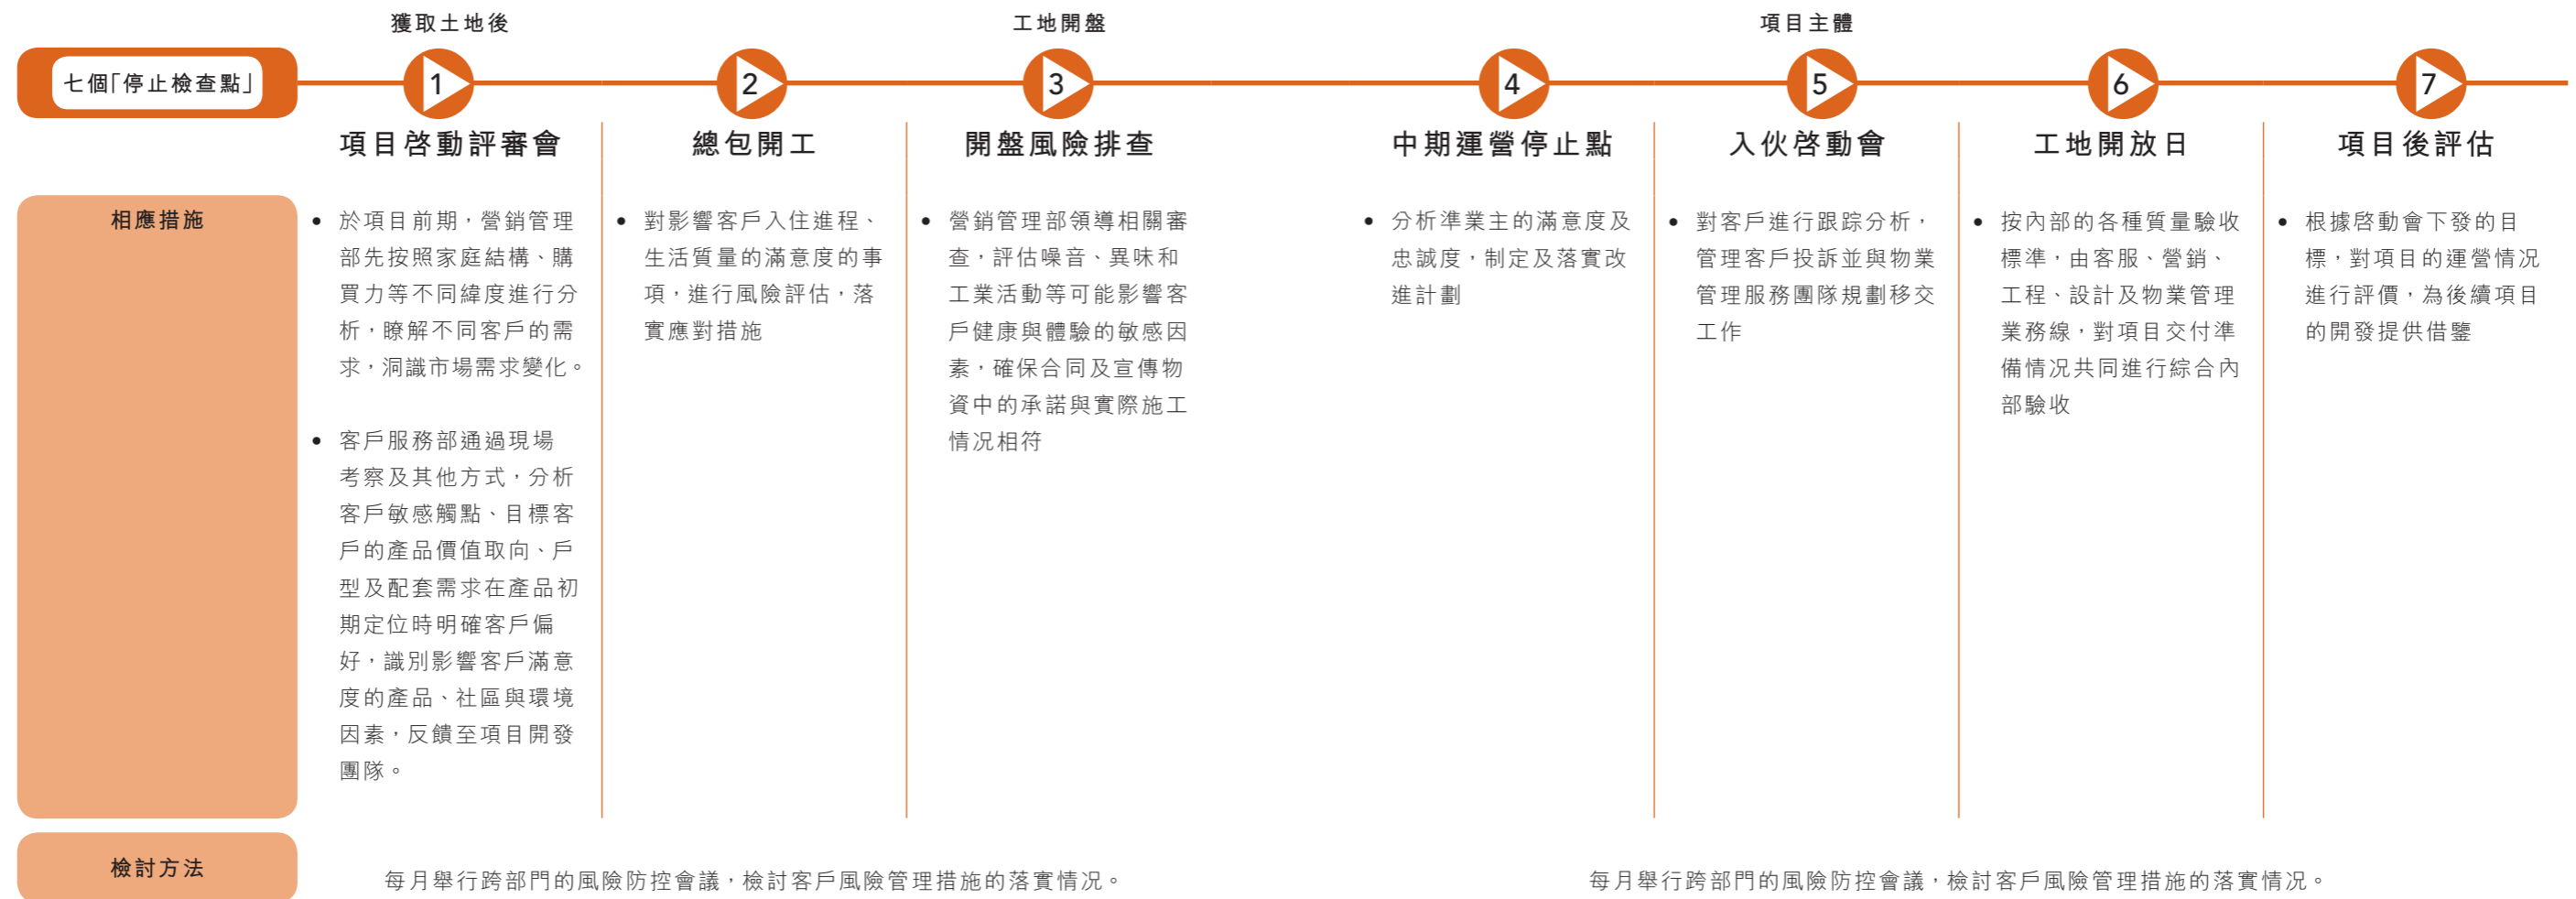 獲取土地後
工地開盤
項目主體
七個「停止檢查點」
1
2
3
4
5
6
7
項目啓動評審會
總包開工
開盤風險排查
中期運營停止點
入伙啓動會
工地開放日
項目後評估
相應措施
• 於項目前期，營銷管理
部先按照家庭結構、購
買力等不同緯度進行分
析，瞭解不同客戶的需
求，洞識市場需求變化。
• 客戶服務部通過現場
考察及其他方式，分析
客戶敏感觸點、目標客
戶的產品價值取向、戶
型及配套需求在產品初
期定位時明確客戶偏
好，識別影響客戶滿意
度的產品、社區與環境
因素，反饋至項目開發
團隊。
• 對影響客戶入住進程、
生活質量的滿意度的事
項，進行風險評估，落
實應對措施
• 營銷管理部領導相關審
查，評估噪音、異味和
工業活動等可能影響客
戶健康與體驗的敏感因
素，確保合同及宣傳物
資中的承諾與實際施工
情況相符
• 分析準業主的滿意度及
忠誠度，制定及落實改
進計劃
• 對客戶進行跟踪分析，
管理客戶投訴並與物業
管理服務團隊規劃移交
工作
• 按內部的各種質量驗收
標準，由客服、營銷、
工程、設計及物業管理
業務線，對項目交付準
備情況共同進行綜合內
部驗收
• 根據啓動會下發的目
標，對項目的運營情況
進行評價，為後續項目
的開發提供借鑒
檢討方法
每月舉行跨部門的風險防控會議，檢討客戶風險管理措施的落實情況。
每月舉行跨部門的風險防控會議，檢討客戶風險管理措施的落實情況。